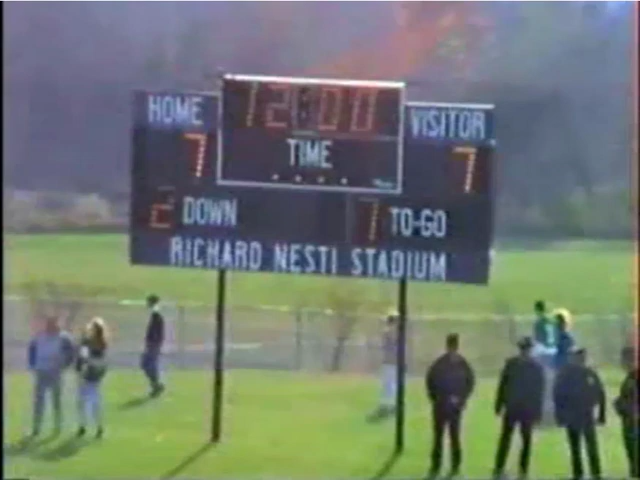 12:00
HOME TIME VISITOR
7 7
2 DOWN 7 TO-GO
RICHARD NESTI STADIUM